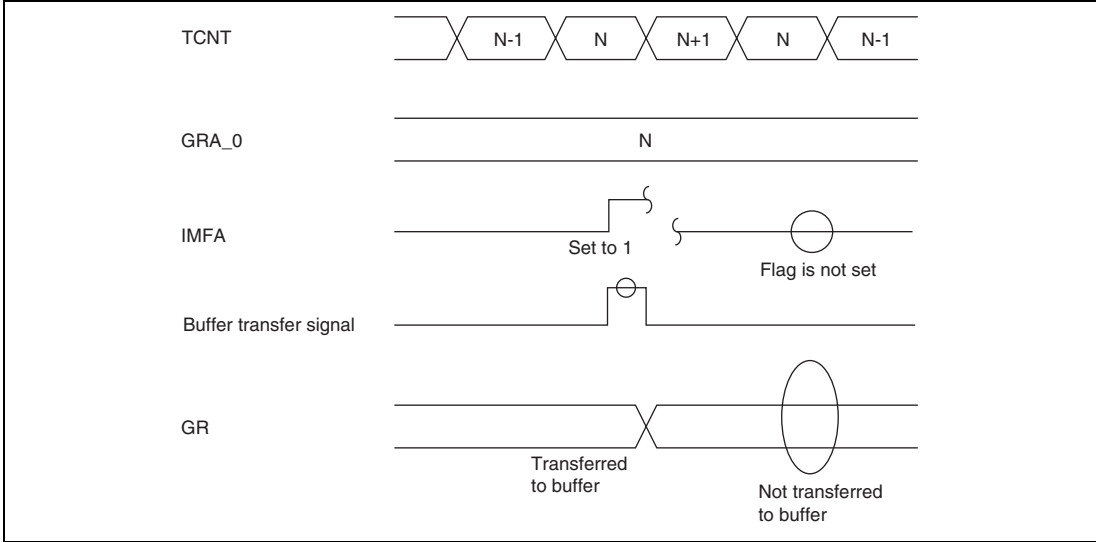 TCNT
N-1
N
N+1
N
N-1
GRA_0
N
IMFA
Set to 1
Flag is not set
Buffer transfer signal
GR
Transferred
to buffer
Not transferred
to buffer